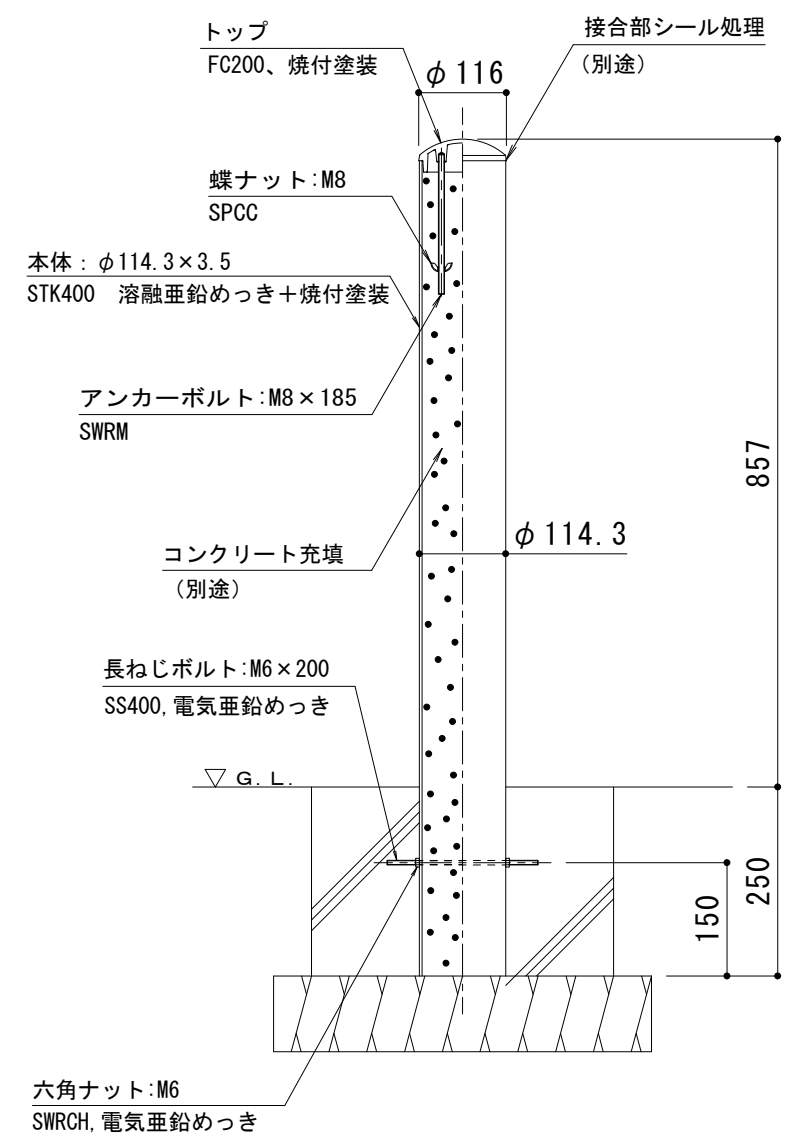 トップ
FC200、焼付塗装
接合部シール処理
（別途）
φ116
蝶ナット:M8
SPCC
本体：φ114.3×3.5
STK400　溶融亜鉛めっき＋焼付塗装
アンカーボルト:M8×185
SWRM
857
φ114.3
コンクリート充填
（別途）
長ねじボルト:M6×200
SS400,電気亜鉛めっき
G.L.
250
150
六角ナット:M6
SWRCH,電気亜鉛めっき